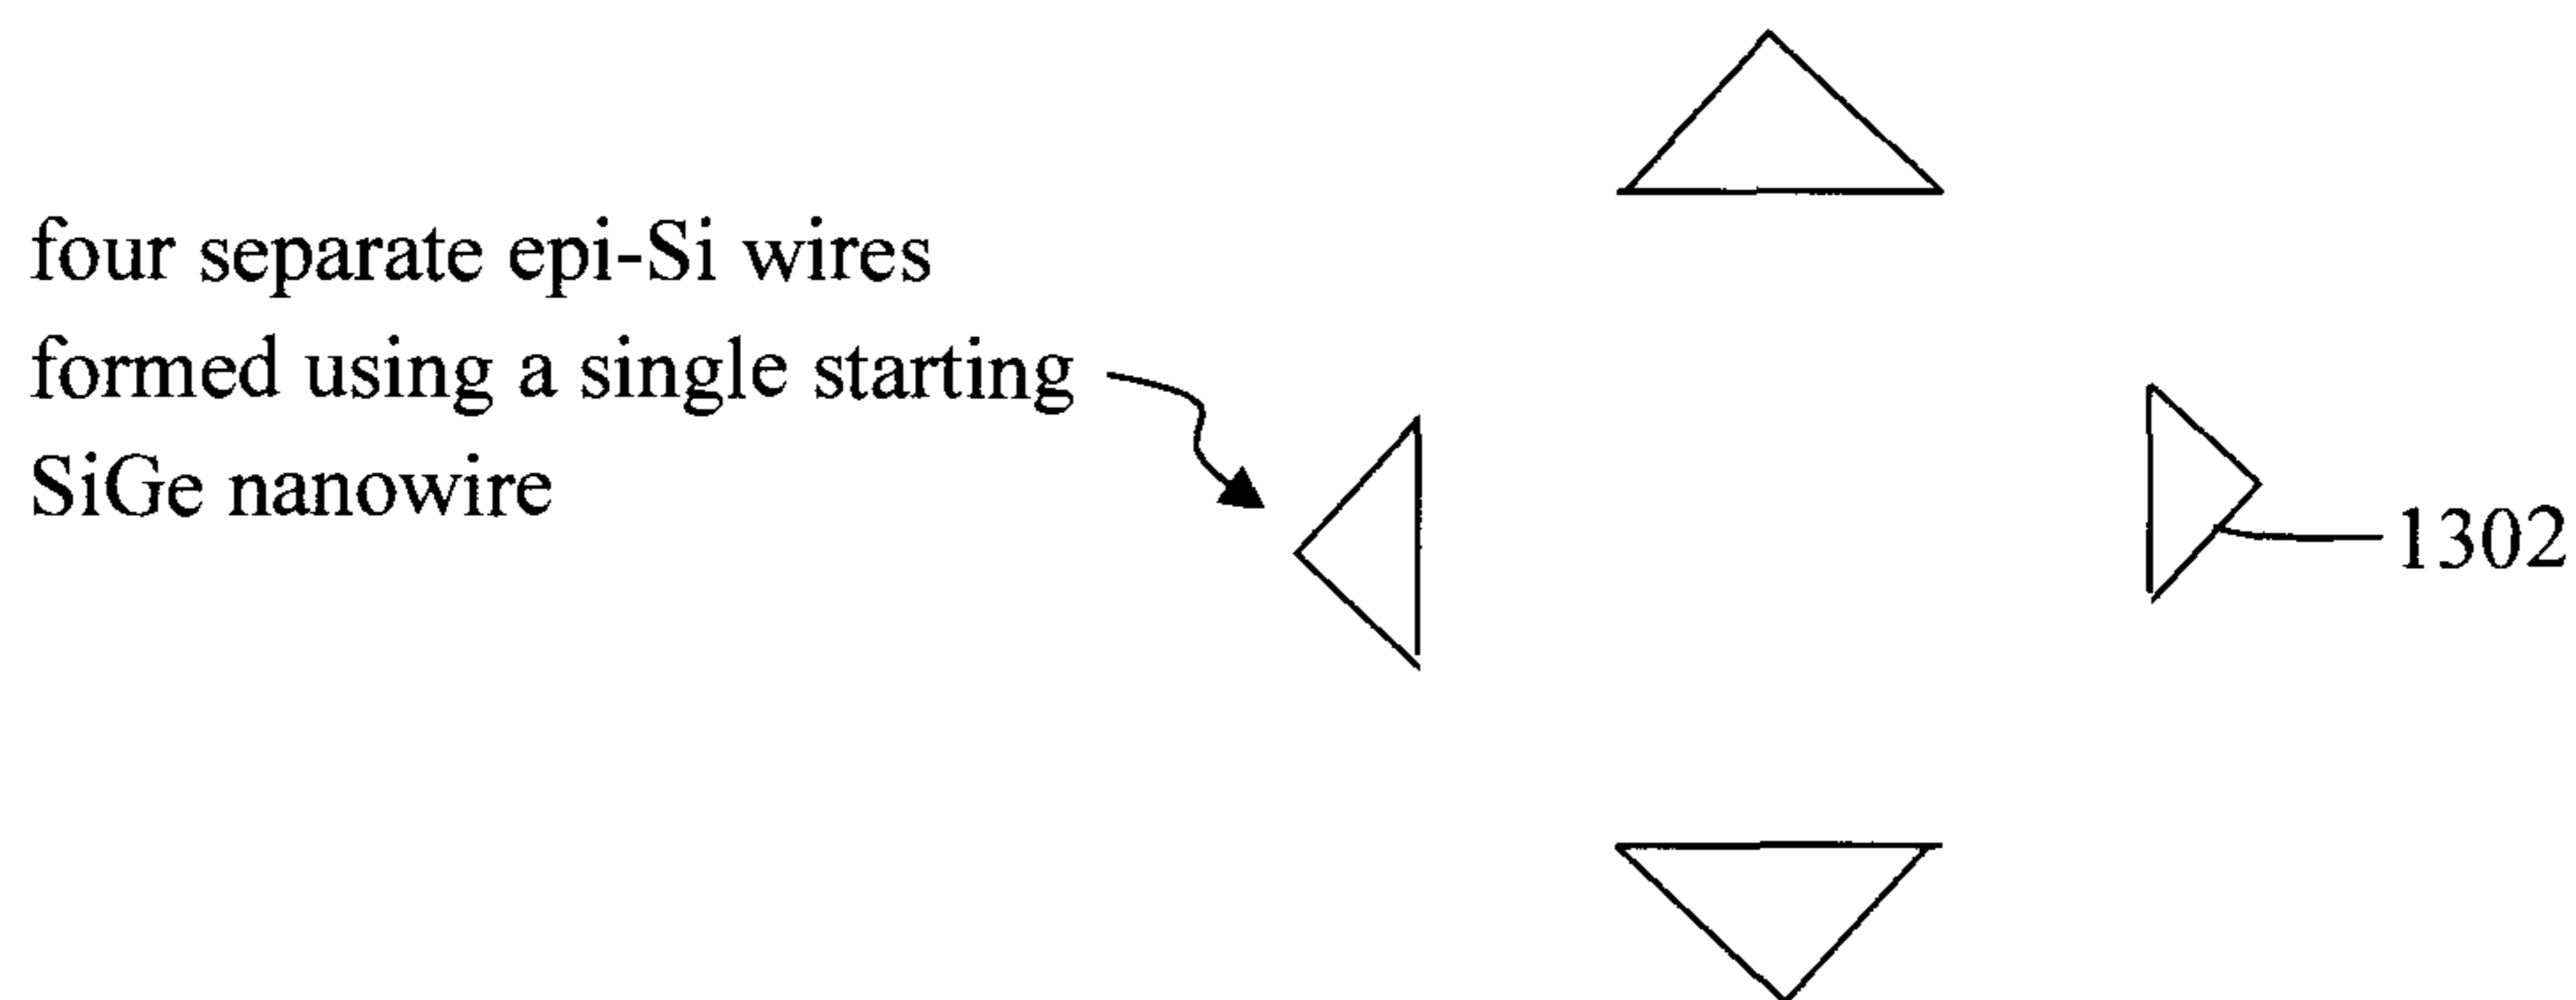 four separate epi-Si wires
formed using a single starting
SiGe nanowire
1302